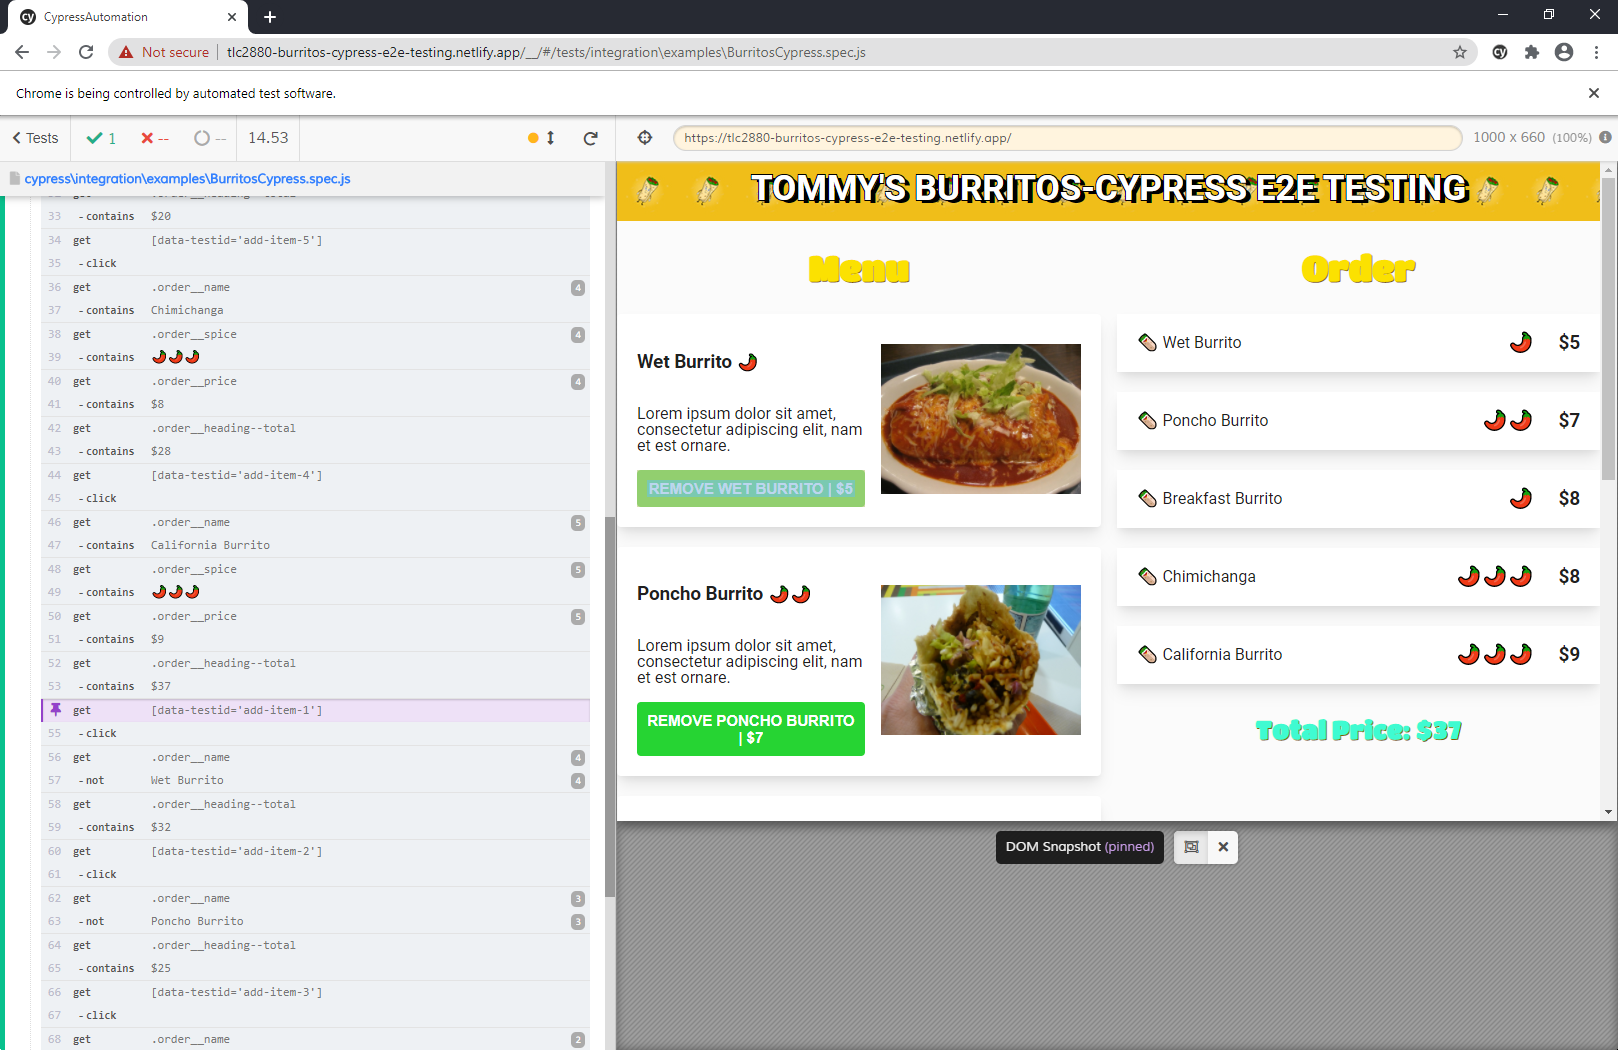 CypressAutomation
Not secure
tlc2880-burritos-cypress-e2e-testing.netlify.app/__/#/tests/integration\examples\BurritosCypress.spec.js
Chrome is being controlled by automated test software.
Tests
1
--
--
14.53
https://tlc2880-burritos-cypress-e2e-testing.netlify.app/
1000 x 660 (100%)
cypress\integration\examples\BurritosCypress.spec.js
33 - contains $20
34 get [data-testid='add-item-5']
35 - click
36 get .order__name 4
37 - contains Chimichanga
38 get .order__spice 4
39 - contains 🌶🌶🌶
40 get .order__price 4
41 - contains $8
42 get .order__heading--total
43 - contains $28
44 get [data-testid='add-item-4']
45 - click
46 get .order__name 5
47 - contains California Burrito
48 get .order__spice 5
49 - contains 🌶🌶🌶
50 get .order__price 5
51 - contains $9
52 get .order__heading--total
53 - contains $37
get [data-testid='add-item-1']
55 - click
56 get .order__name 4
57 - not Wet Burrito 4
58 get .order__heading--total
59 - contains $32
60 get [data-testid='add-item-2']
61 - click
62 get .order__name 3
63 - not Poncho Burrito 3
64 get .order__heading--total
65 - contains $25
66 get [data-testid='add-item-3']
67 - click
68 get .order__name 2
TOMMY'S BURRITOS-CYPRESS E2E TESTING
Menu
Wet Burrito 🌶
Lorem ipsum dolor sit amet,
consectetur adipiscing elit, nam
et est ornare.
REMOVE WET BURRITO | $5
Poncho Burrito 🌶🌶
Lorem ipsum dolor sit amet,
consectetur adipiscing elit, nam
et est ornare.
REMOVE PONCHO BURRITO
| $7
Order
Wet Burrito 🌶 $5
Poncho Burrito 🌶🌶 $7
Breakfast Burrito 🌶 $8
Chimichanga 🌶🌶🌶 $8
California Burrito 🌶🌶🌶 $9
Total Price: $37
DOM Snapshot (pinned)